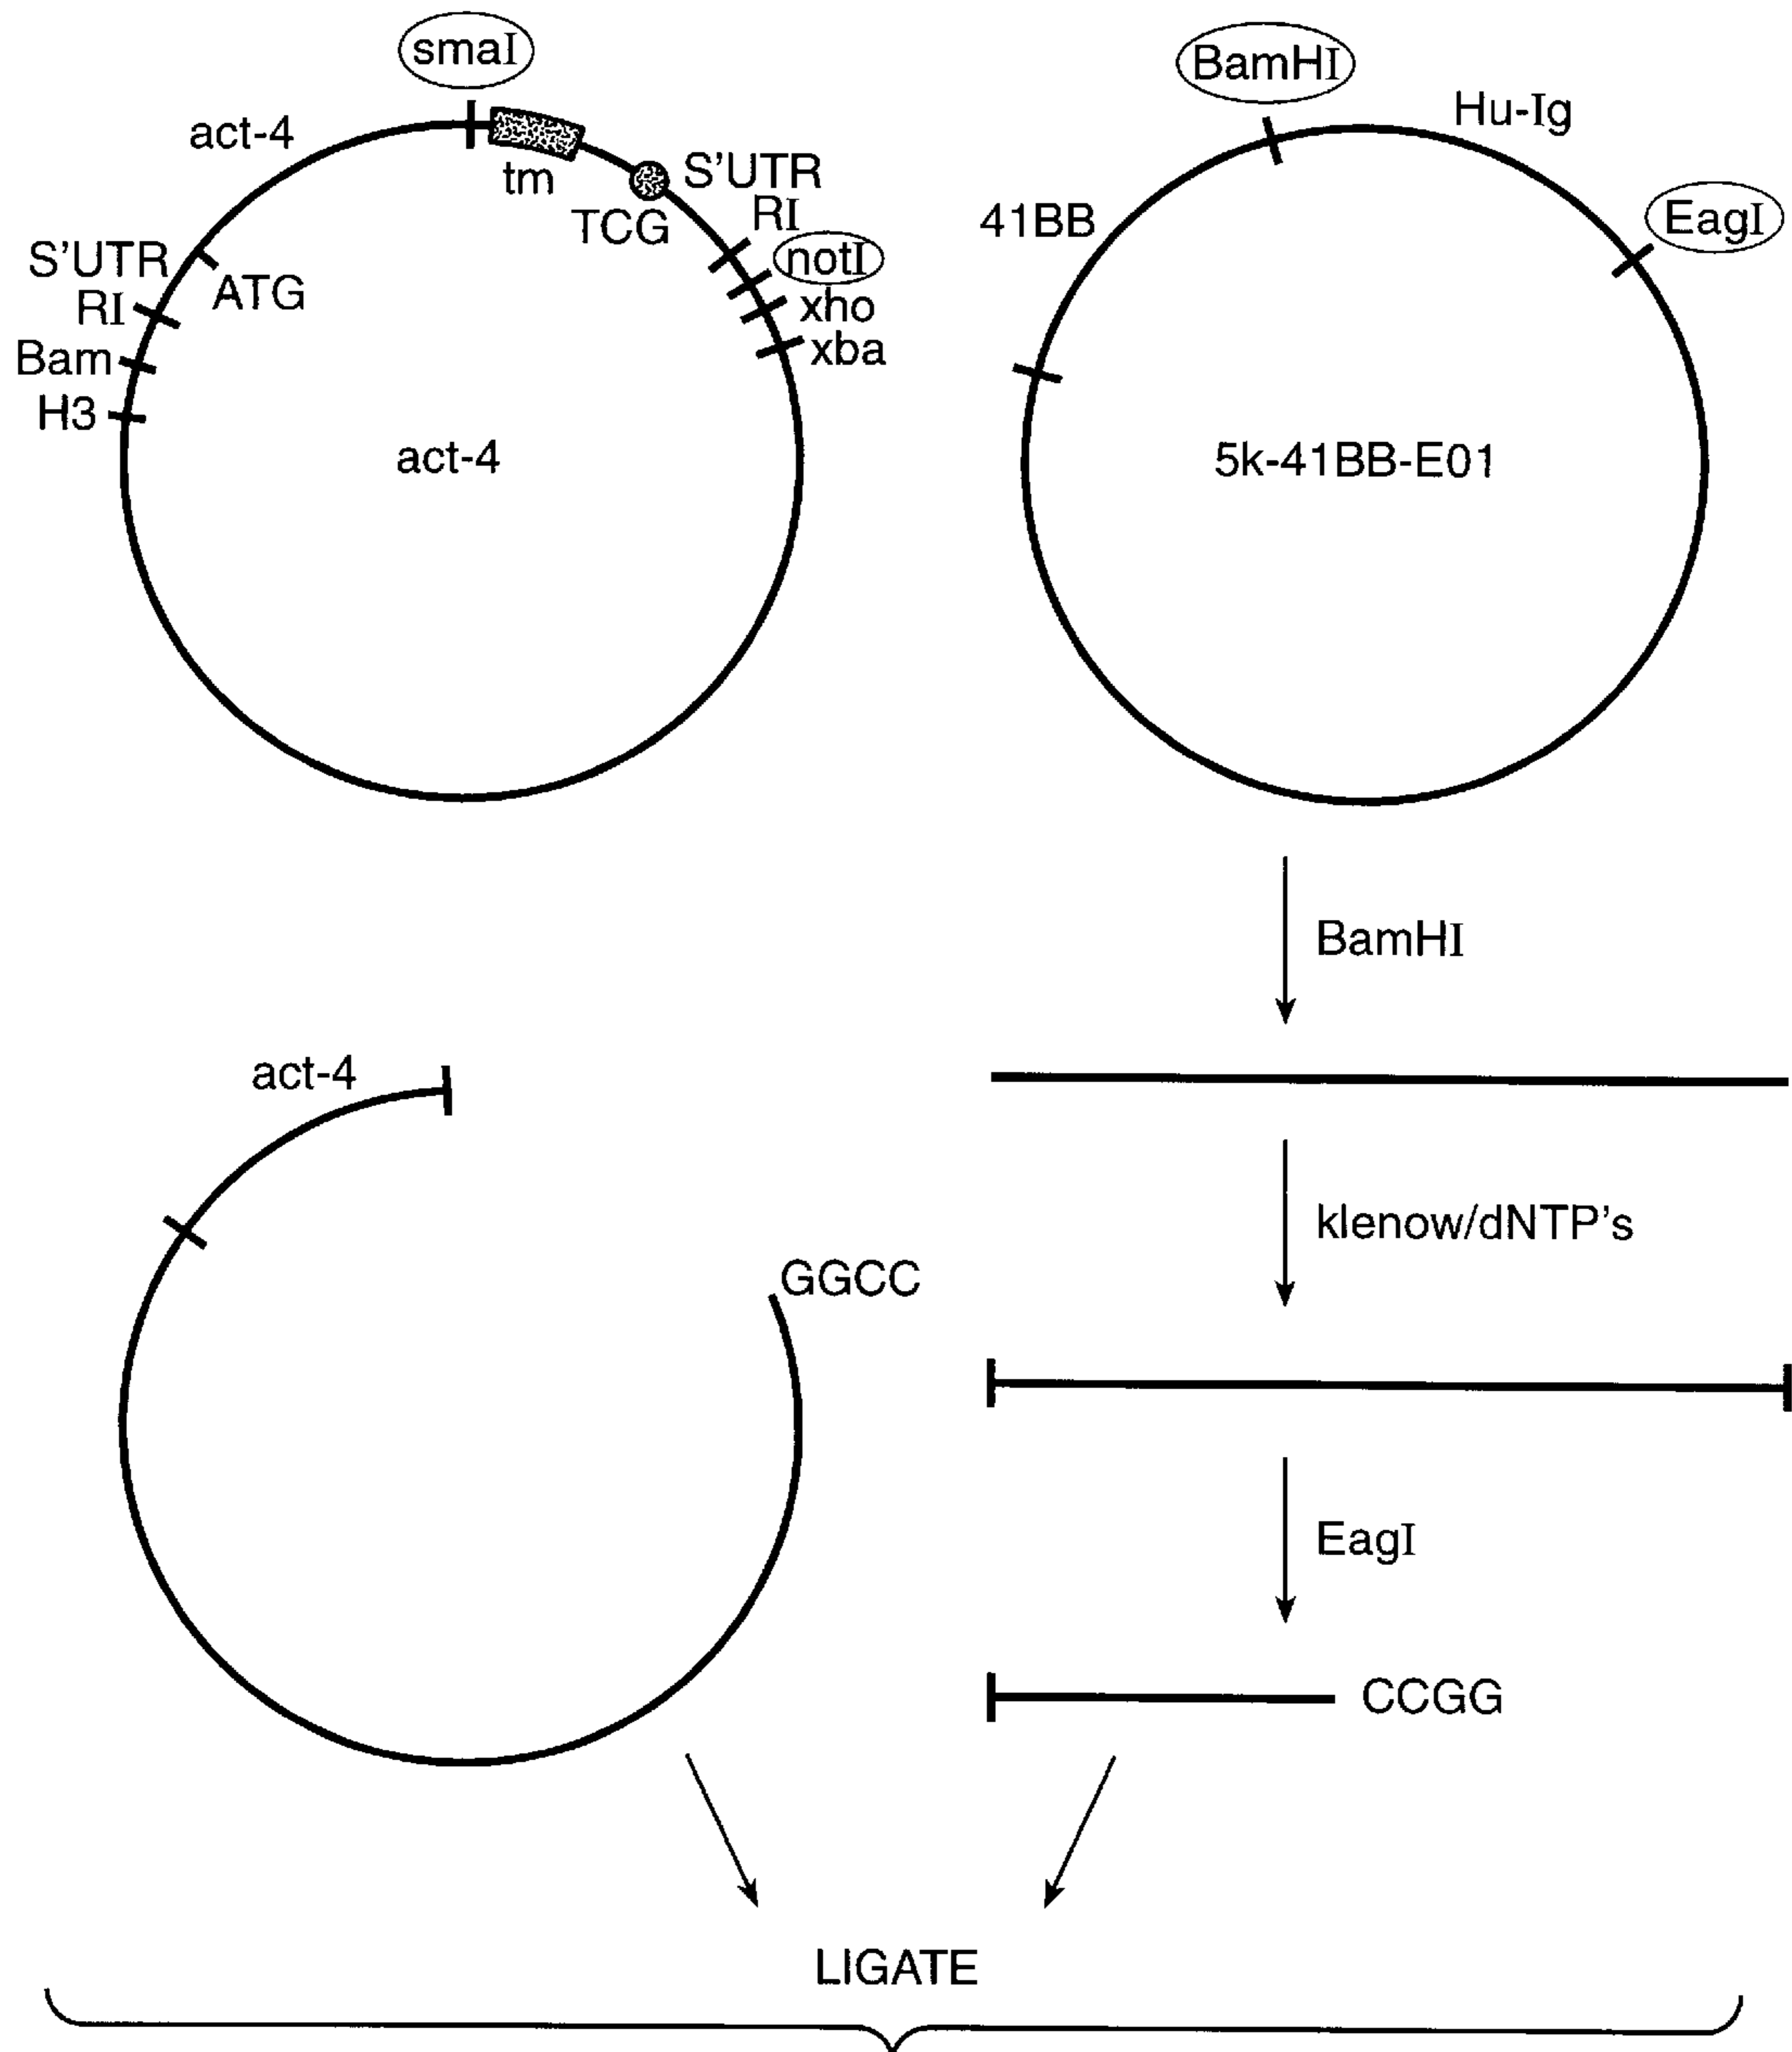 smaI
act-4
tm
S'UTR
TCG
RI
notI
xho
xba
S'UTR
ATG
RI
Bam
H3
act-4
BamHI
Hu-Ig
41BB
EagI
5k-41BB-E01
BamHI
act-4
klenow/dNTP's
GGCC
EagI
CCGG
LIGATE